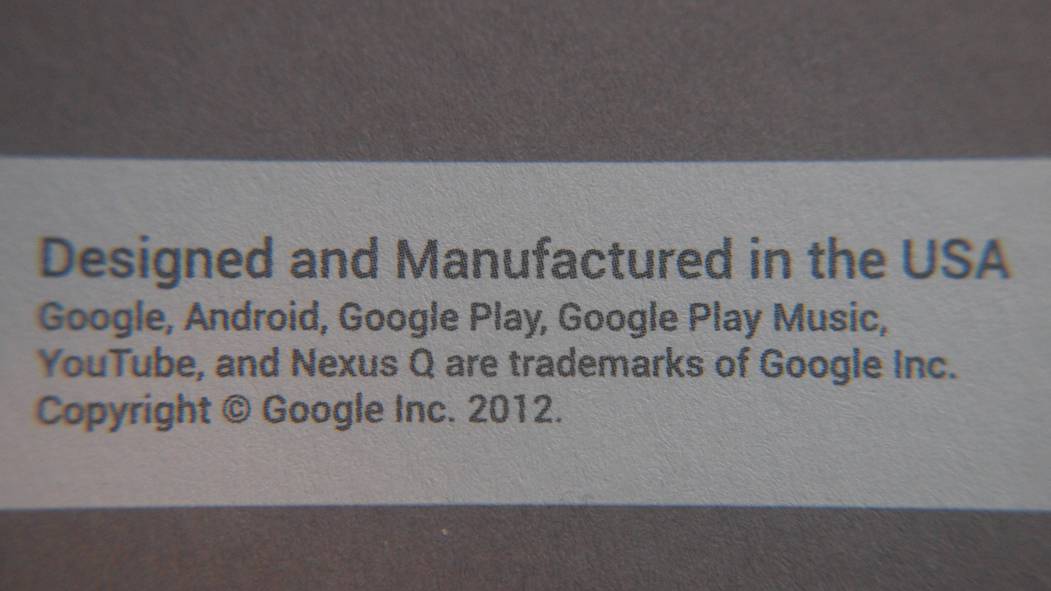 Designed and Manufactured in the USA
Google, Android, Google Play, Google Play Music,
YouTube, and Nexus Q are trademarks of Google Inc.
Copyright © Google Inc. 2012.